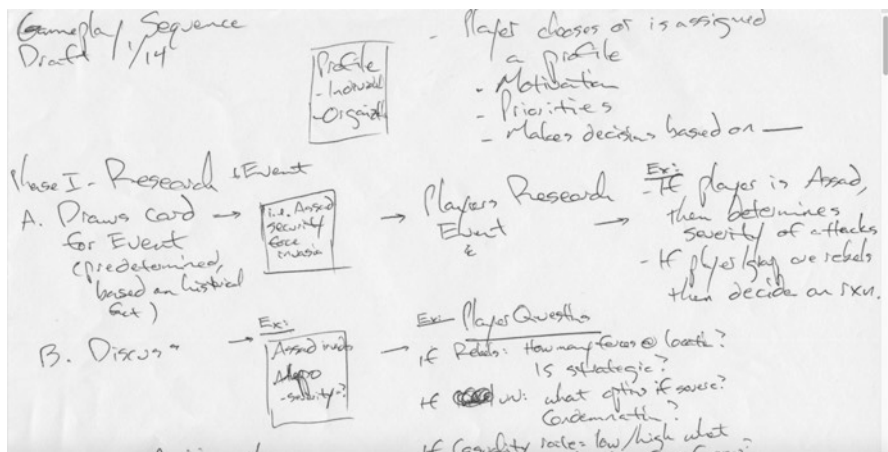 Gameplay Sequence
Draft 1/14
Profile
- Individual
- Organizat
- Player chooses or is assigned
a profile
- Motivation
- Priorities
- Makes decisions based on —
Phase I - Research & Event
A. Draws card
for Event
(predetermined,
based on historical
fact)
→
i.e. Assad
security
force
invasion
→
Players Research
Event
&
→
Ex:
- If player is Assad,
then determines
severity of attacks
- If player/group are rebels
then decide on rxn.
B. Discuss
→
Ex:
Assad invades
Aleppo
- severity = ?
→
Ex: Player Questions
If Rebels: How many forces @ location?
Is strategic?
If UN: what option if severe?
Condemnation?
If Casualty rate = low/high what